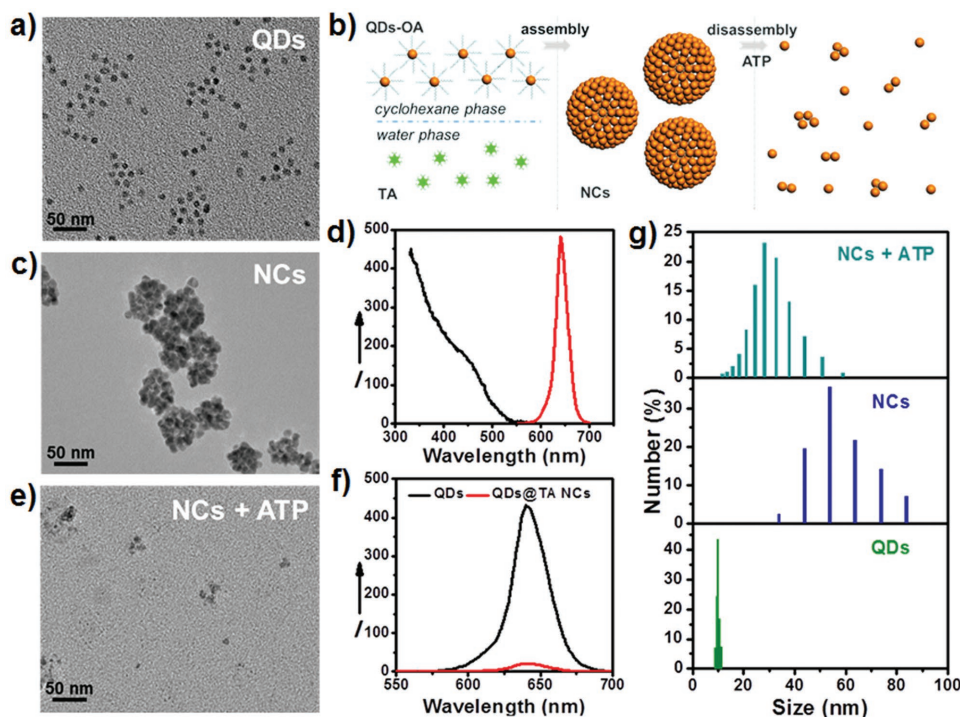 a)
QDs
50 nm
b)
QDs-OA
assembly
disassembly
ATP
cyclohexane phase
water phase
TA
NCs
c)
NCs
50 nm
d)
500
400
300
200
100
0
I
300 400 500 600 700
Wavelength (nm)
e)
NCs + ATP
50 nm
f)
QDs
QDs@TA NCs
500
400
300
200
100
0
I
550 600 650 700
Wavelength (nm)
g)
NCs + ATP
25
20
15
10
5
0
NCs
30
20
10
0
QDs
40
30
20
10
0
Number (%)
0 20 40 60 80 100
Size (nm)